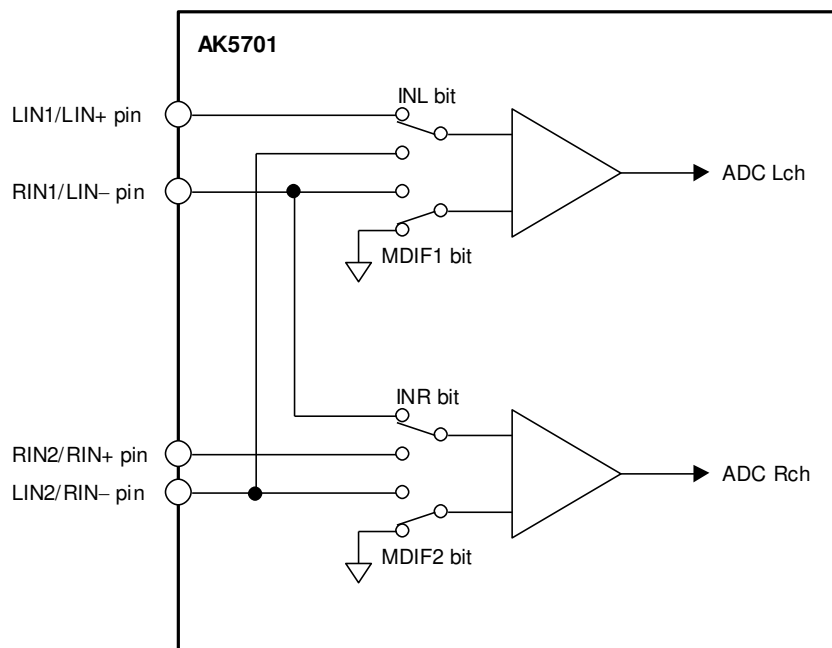 AK5701
LIN1/LIN+ pin
INL bit
RIN1/LIN− pin
ADC Lch
MDIF1 bit
INR bit
RIN2/RIN+ pin
LIN2/RIN− pin
ADC Rch
MDIF2 bit